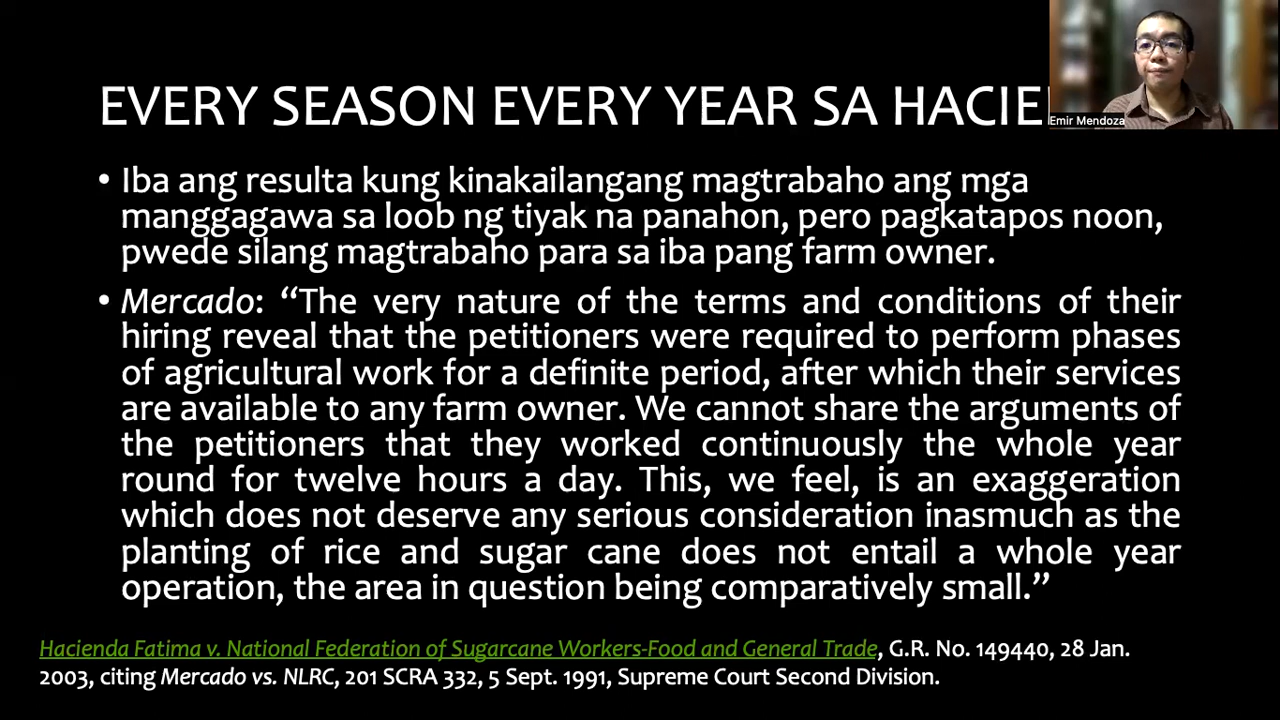 EVERY SEASON EVERY YEAR SA HACIE
Emir Mendoza
• Iba ang resulta kung kinakailangang magtrabaho ang mga
manggagawa sa loob ng tiyak na panahon, pero pagkatapos noon,
pwede silang magtrabaho para sa iba pang farm owner.
• Mercado: “The very nature of the terms and conditions of their
hiring reveal that the petitioners were required to perform phases
of agricultural work for a definite period, after which their services
are available to any farm owner. We cannot share the arguments of
the petitioners that they worked continuously the whole year
round for twelve hours a day. This, we feel, is an exaggeration
which does not deserve any serious consideration inasmuch as the
planting of rice and sugar cane does not entail a whole year
operation, the area in question being comparatively small.”
Hacienda Fatima v. National Federation of Sugarcane Workers-Food and General Trade, G.R. No. 149440, 28 Jan.
2003, citing Mercado vs. NLRC, 201 SCRA 332, 5 Sept. 1991, Supreme Court Second Division.